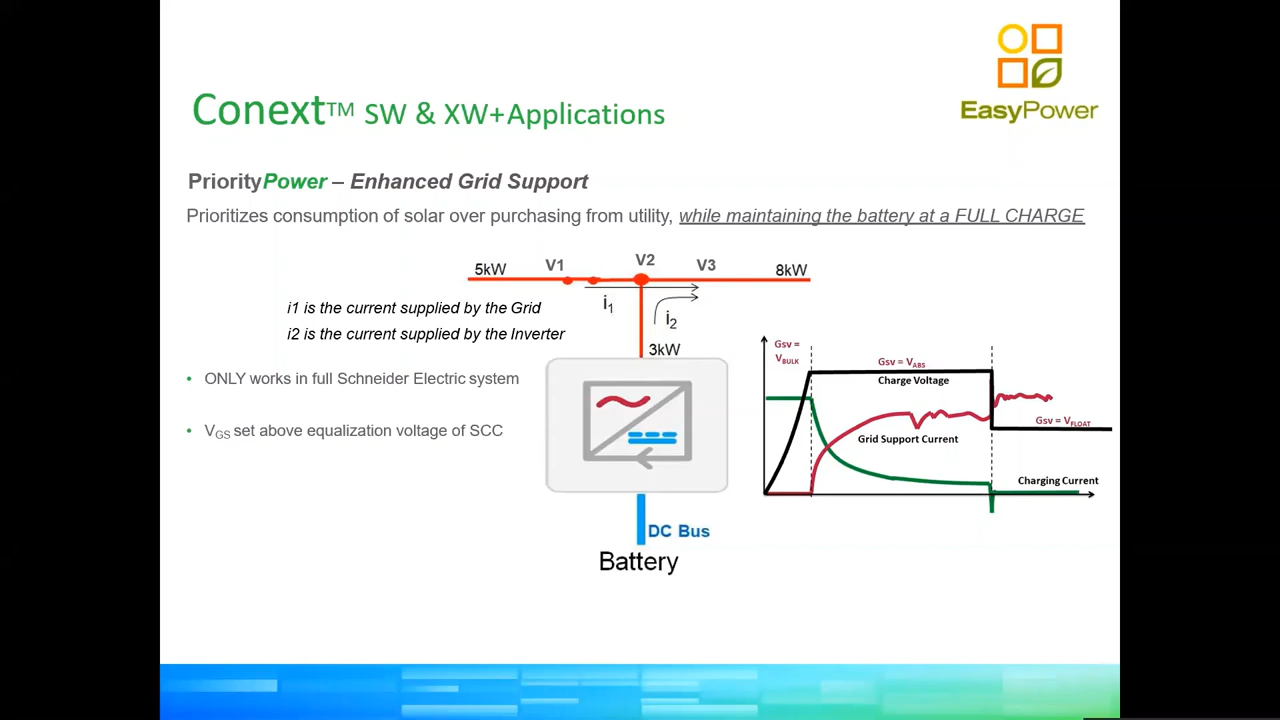 EasyPower
Conext™ SW & XW+Applications
PriorityPower – Enhanced Grid Support
Prioritizes consumption of solar over purchasing from utility, while maintaining the battery at a FULL CHARGE
5kW V1 V2 V3 8kW
i1 is the current supplied by the Grid
i2 is the current supplied by the Inverter
i1
i2
3kW
• ONLY works in full Schneider Electric system
• VGS set above equalization voltage of SCC
DC Bus
Battery
Gsv =
VBULK
Gsv = VABS
Charge Voltage
Gsv = VFLOAT
Grid Support Current
Charging Current